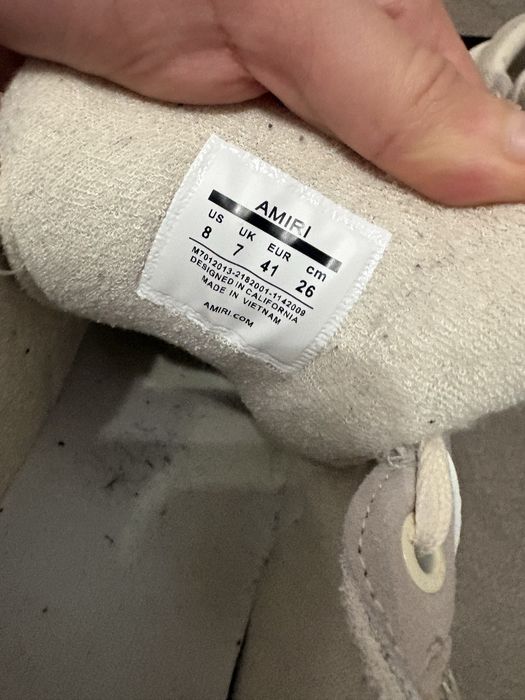 AMIRI
US UK EUR cm
8 7 41 26
M7012013-2182001-1142009
DESIGNED IN CALIFORNIA
MADE IN VIETNAM
AMIRI.COM